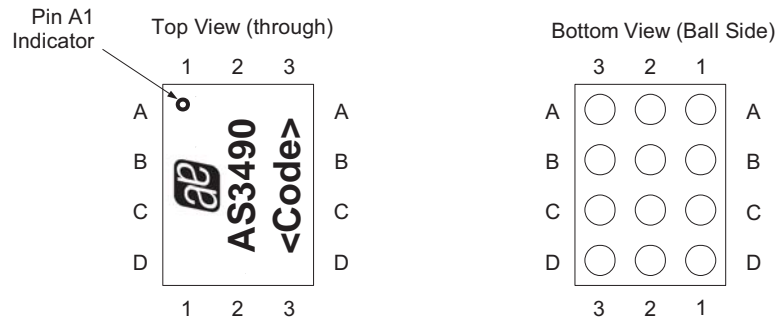 Pin A1
Indicator
Top View (through)
1 2 3
A A
B B
C C
D D
1 2 3
ae
AS3490
<Code>
Bottom View (Ball Side)
3 2 1
A A
B B
C C
D D
3 2 1